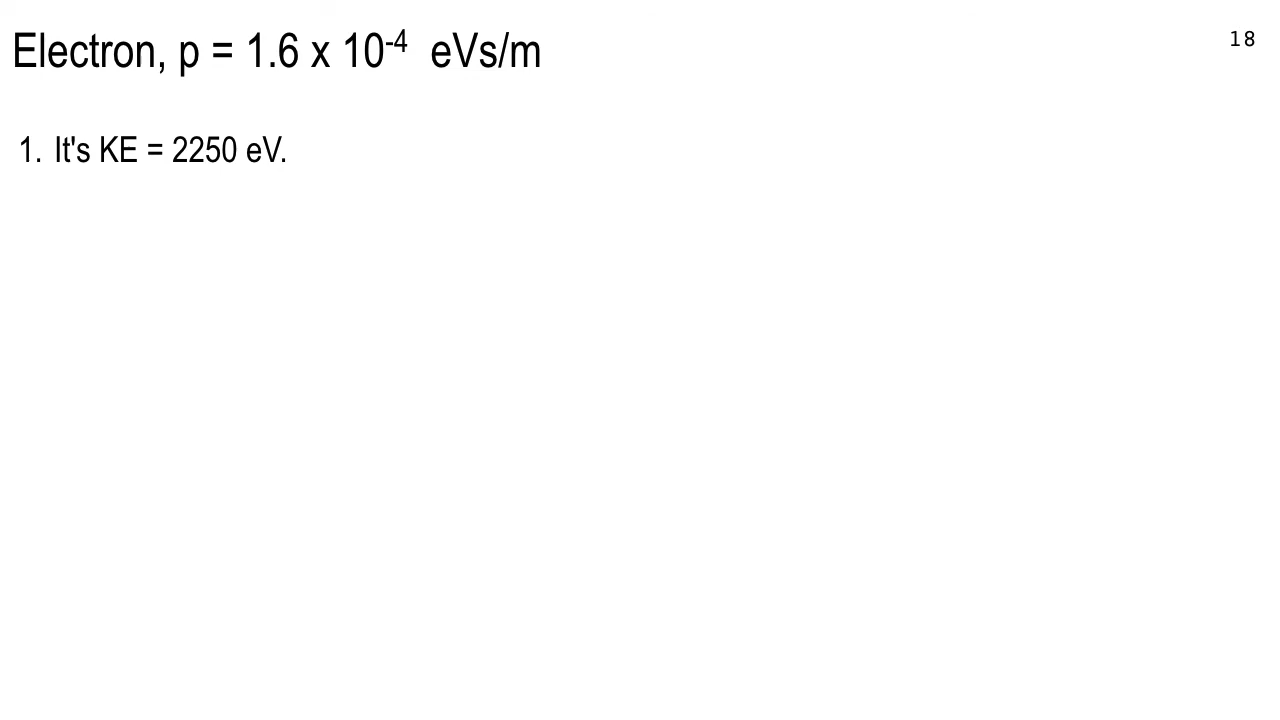 Electron, p = 1.6 x 10⁻⁴ eVs/m
18
1. It's KE = 2250 eV.